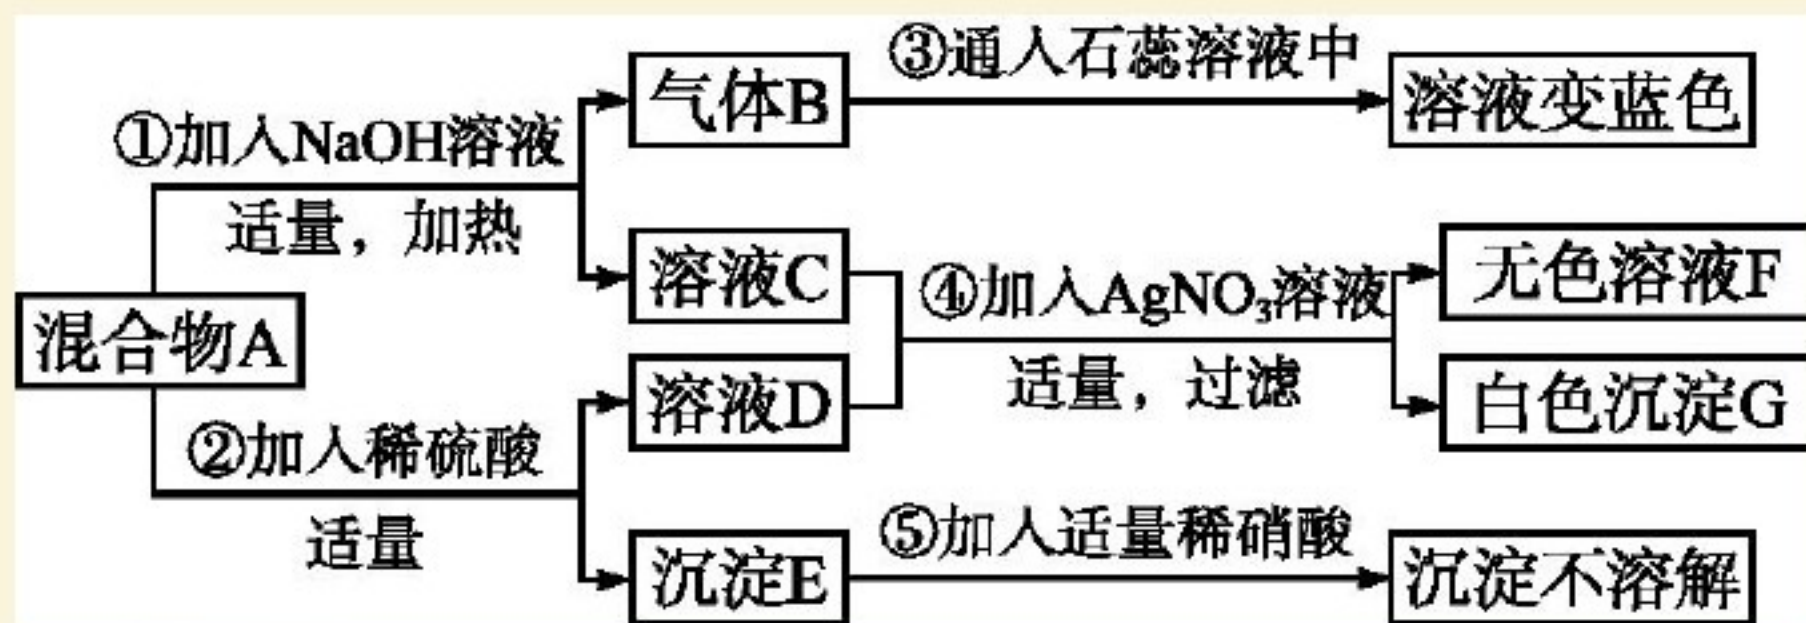 ③通入石蕊溶液中
气体B
溶液变蓝色
①加入NaOH溶液
适量，加热
溶液C
④加入AgNO₃溶液
适量，过滤
无色溶液F
混合物A
溶液D
白色沉淀G
②加入稀硫酸
适量
沉淀E
⑤加入适量稀硝酸
沉淀不溶解